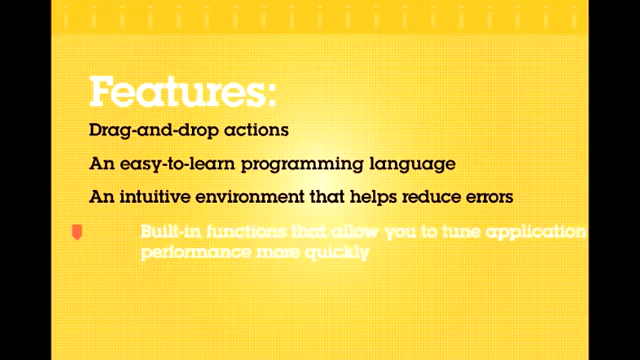 Features:
Drag-and-drop actions
An easy-to-learn programming language
An intuitive environment that helps reduce errors
Built-in functions that allow you to tune application
performance more quickly